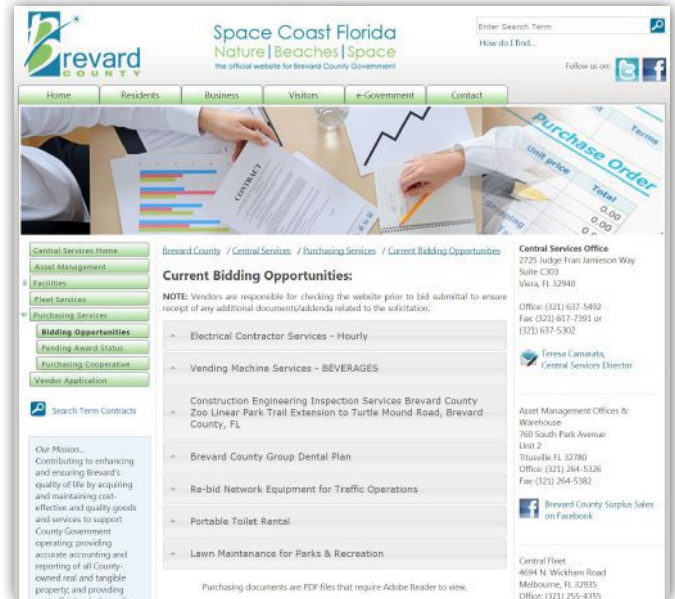 Brevard
COUNTY
Space Coast Florida
Nature | Beaches | Space
the official website for Brevard County Government
Enter Search Term
How do I find...
Follow us on:
Home
Residents
Business
Visitors
e-Government
Contact
CONTRACT
Purchase Order
Terms
Unit price
Total
0.00
0.00
0.00
Shipping
Central Services Home
Asset Management
Facilities
Fleet Services
Purchasing Services
Bidding Opportunities
Pending Award Status
Purchasing Cooperative
Vendor Application
Search Term Contracts
Our Mission...
Contributing to enhancing
and ensuring Brevard's
quality of life by acquiring
and maintaining cost-
effective and quality goods
and services to support
County Government
operating; providing
accurate accounting and
reporting of all County-
owned real and tangible
property; and providing
Brevard County / Central Services / Purchasing Services / Current Bidding Opportunities
Current Bidding Opportunities:
NOTE: Vendors are responsible for checking the website prior to bid submittal to ensure
receipt of any additional documents/addenda related to the solicitation.
Electrical Contractor Services - Hourly
Vending Machine Services - BEVERAGES
Construction Engineering Inspection Services Brevard County
Zoo Linear Park Trail Extension to Turtle Mound Road, Brevard
County, FL
Brevard County Group Dental Plan
Re-bid Network Equipment for Traffic Operations
Portable Toilet Rental
Lawn Maintenance for Parks & Recreation
Purchasing documents are PDF files that require Adobe Reader to view.
Central Services Office
2725 Judge Fran Jamieson Way
Suite C303
Viera, FL 32948
Office: (321) 637-5402
Fax: (321) 617-7391 or
(321) 637-5302
Teresa Camarata,
Central Services Director
Asset Management Offices &
Warehouse
760 South Park Avenue
Unit 2
Titusville FL 32780
Office: (321) 264-5326
Fax: (321) 264-5382
Brevard County Surplus Sales
on Facebook
Central Fleet
4694 N. Wickham Road
Melbourne, FL 32935
Office: (321) 255-4355